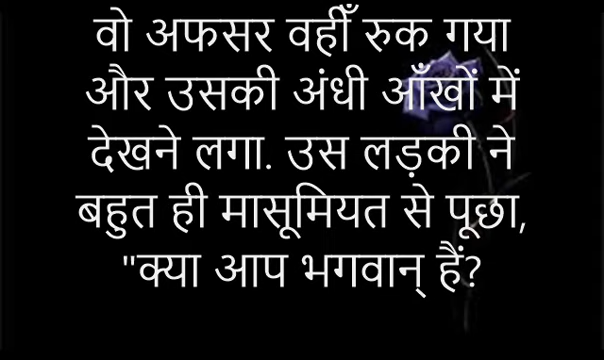 वो अफसर वहीँ रुक गया
और उसकी अंधी आँखों में
देखने लगा. उस लड़की ने
बहुत ही मासूमियत से पूछा,
"क्या आप भगवान् हैं?